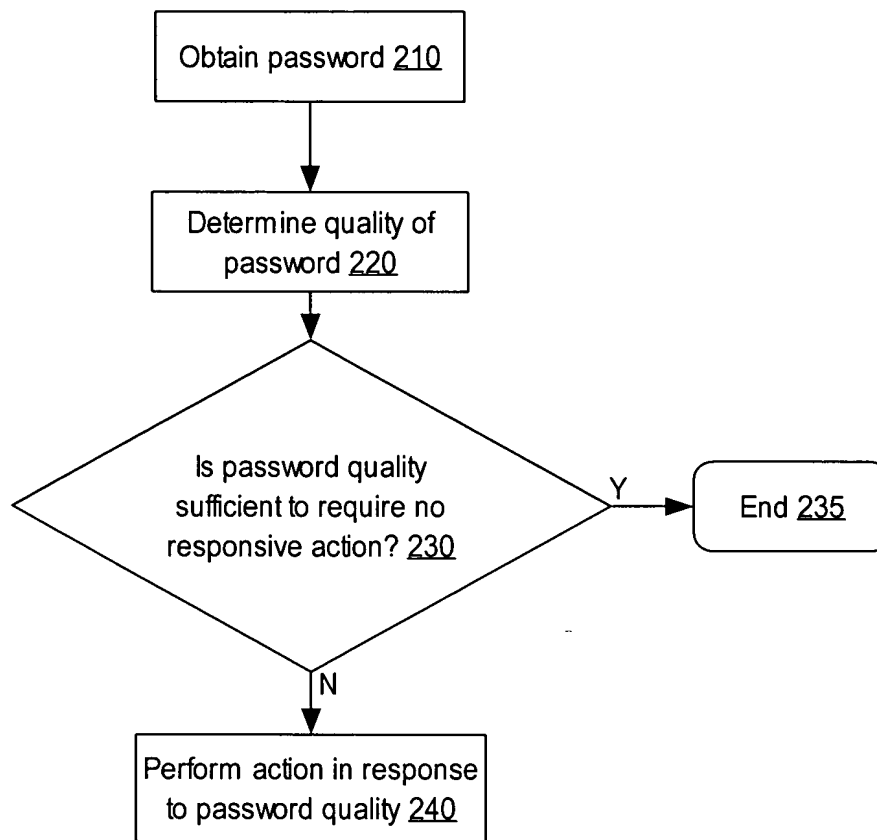 Obtain password 210
Determine quality of
password 220
Is password quality
sufficient to require no
responsive action? 230
Y
End 235
N
Perform action in response
to password quality 240